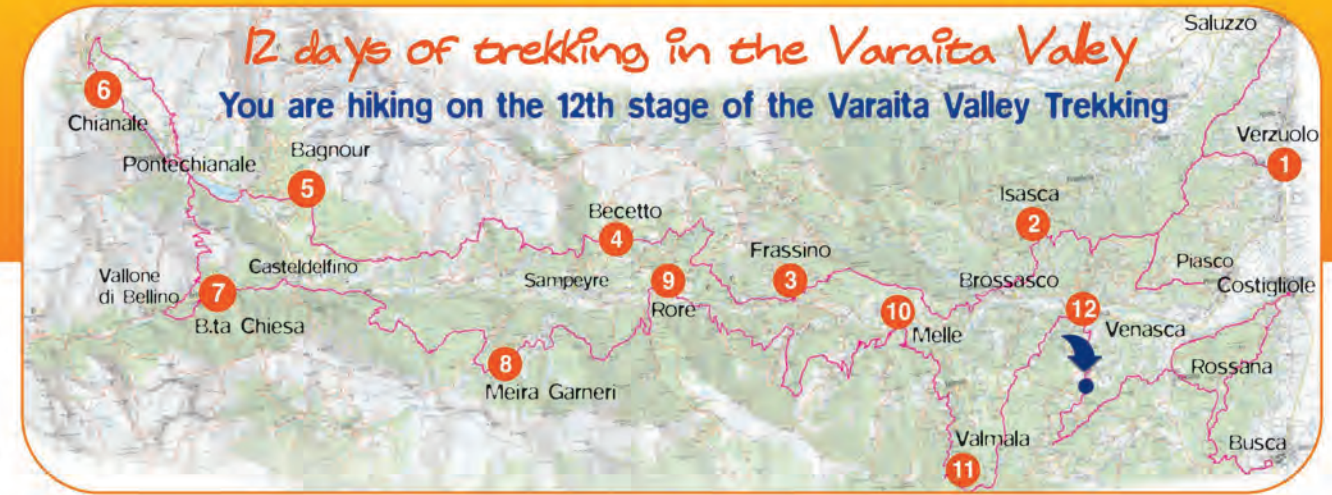 12 days of trekking in the Varaita Valley
You are hiking on the 12th stage of the Varaita Valley Trekking
Saluzzo
Verzuolo
1
6
Chianale
Pontechianale
Bagnour
5
Isasca
2
Becetto
4
Frassino
3
Piasco
Costigliole
Brossasco
Vallone
di Bellino
7
B.ta Chiesa
Casteldelfino
Sampeyre
9
Rore
10
Melle
12
Venasca
Rossana
8
Meira Garneri
Valmala
11
Busca